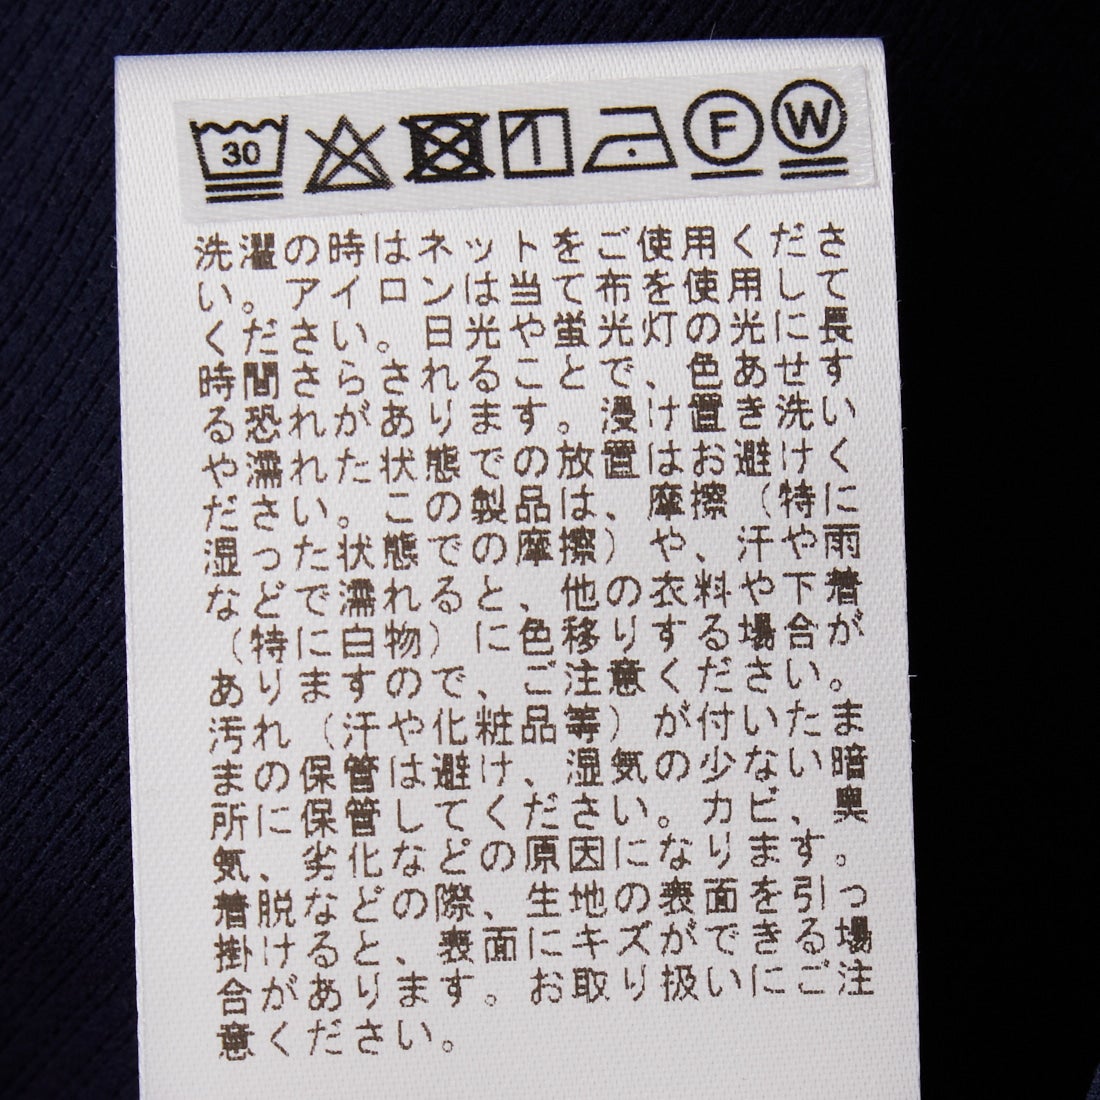 30 F W
洗濯の時はネットをご使用くださ
い。アイロンは当て布を使用して
ください。日光や蛍光灯の光に長
時間さらされることで、色あせす
る恐れがあります。浸け置き洗い
や濡れた状態での放置はお避けく
ださい。この製品は、摩擦（特に
湿った状態での摩擦）や、汗や雨
などで濡れると、他の衣料や下着
（特に白物）に色移りする場合が
ありますので、ご注意ください。
汚れ（汗や化粧品等）が付いたま
まの保管は避け、湿気の少ない暗
所に保管してください。カビ、臭
気、劣化などの原因になります。
着脱などの際、生地の表面を引っ
掛けると、表面にキズができる場
合があります。お取り扱いにご注
意ください。